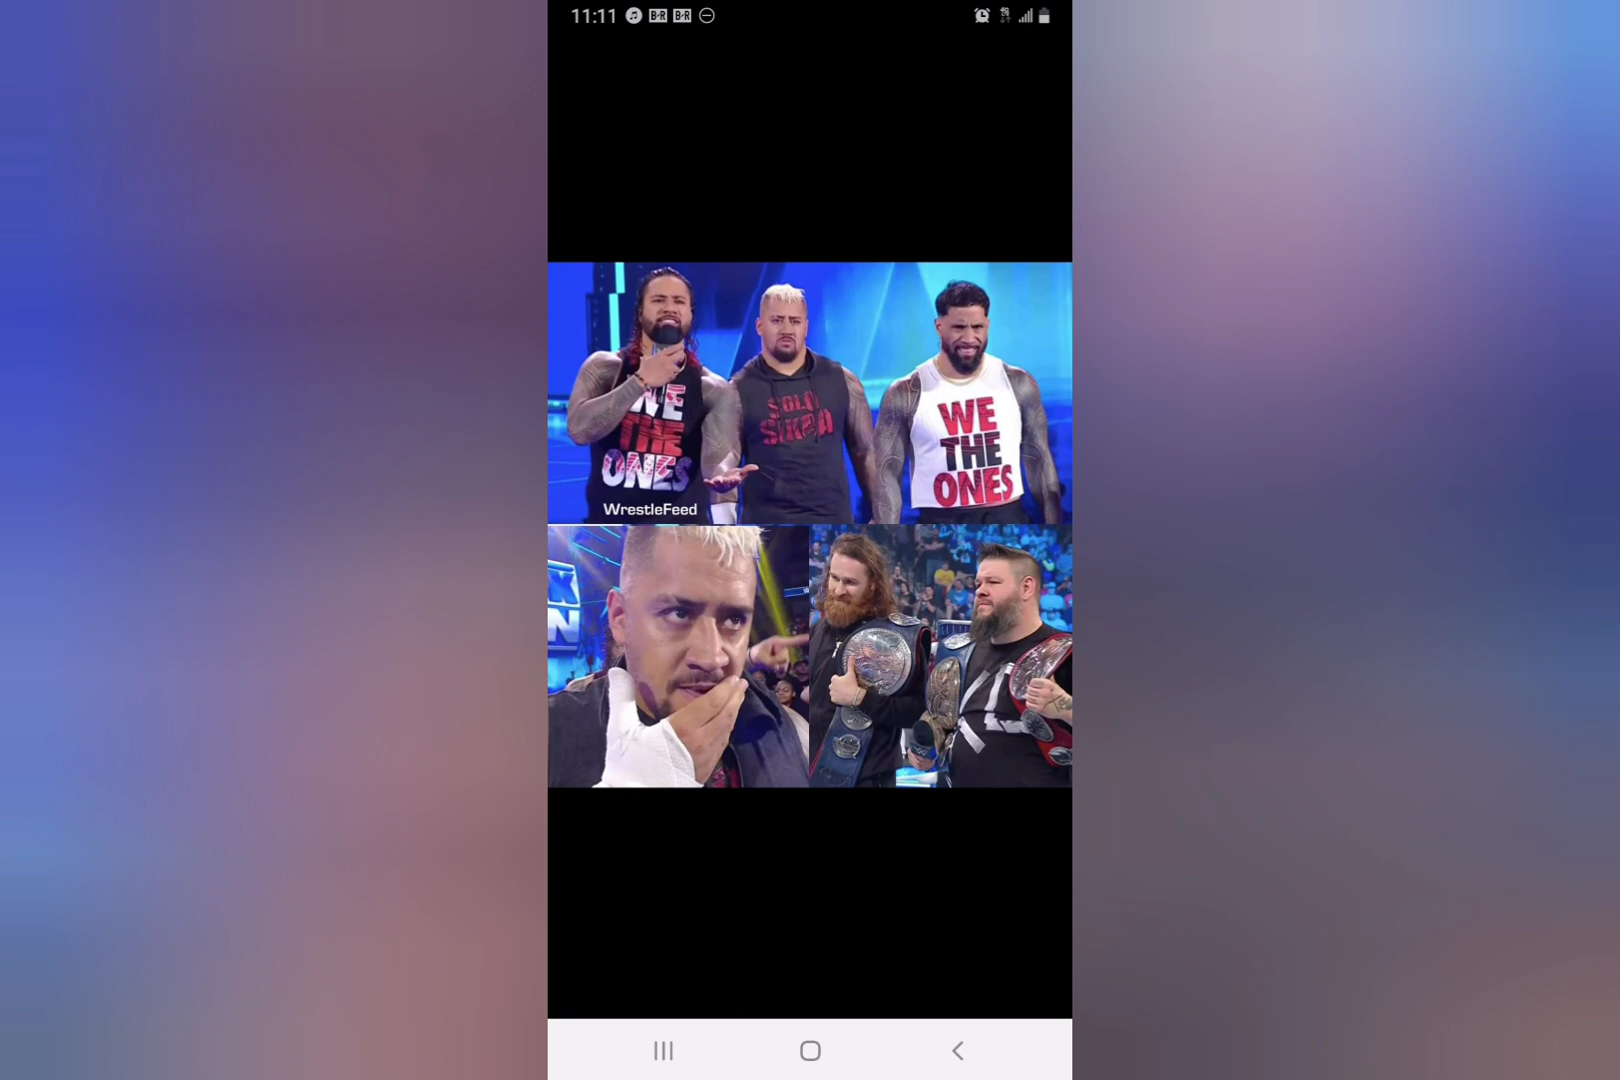 11:11
B·R B·R
WE
THE
ONES
SOLO
SIKOA
WE
THE
ONES
WrestleFeed